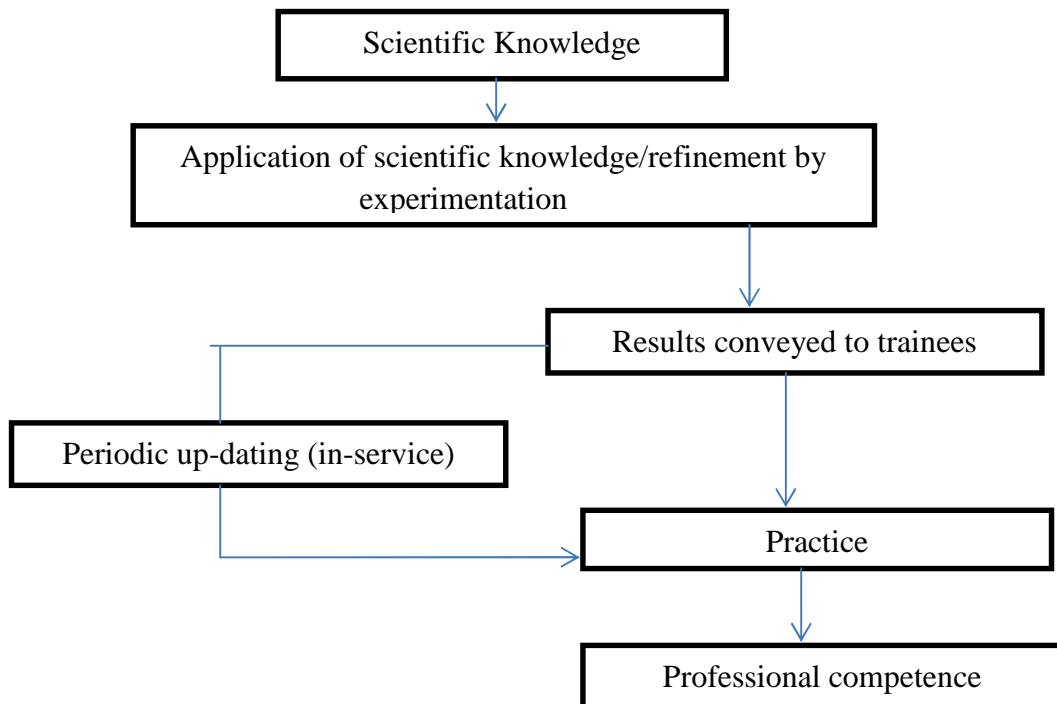 Scientific Knowledge
Application of scientific knowledge/refinement by
experimentation
Results conveyed to trainees
Periodic up-dating (in-service)
Practice
Professional competence